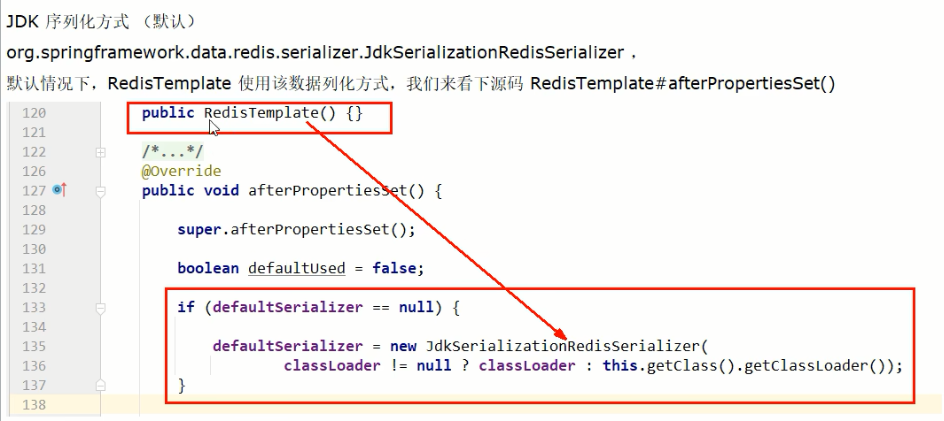 JDK 序列化方式 （默认）
org.springframework.data.redis.serializer.JdkSerializationRedisSerializer ，
默认情况下，RedisTemplate 使用该数据列化方式，我们来看下源码 RedisTemplate#afterPropertiesSet()
120 public RedisTemplate() {}
121
122 /*...*/
126 @Override
127 public void afterPropertiesSet() {
128
129 super.afterPropertiesSet();
130
131 boolean defaultUsed = false;
132
133 if (defaultSerializer == null) {
134
135 defaultSerializer = new JdkSerializationRedisSerializer(
136 classLoader != null ? classLoader : this.getClass().getClassLoader());
137 }
138